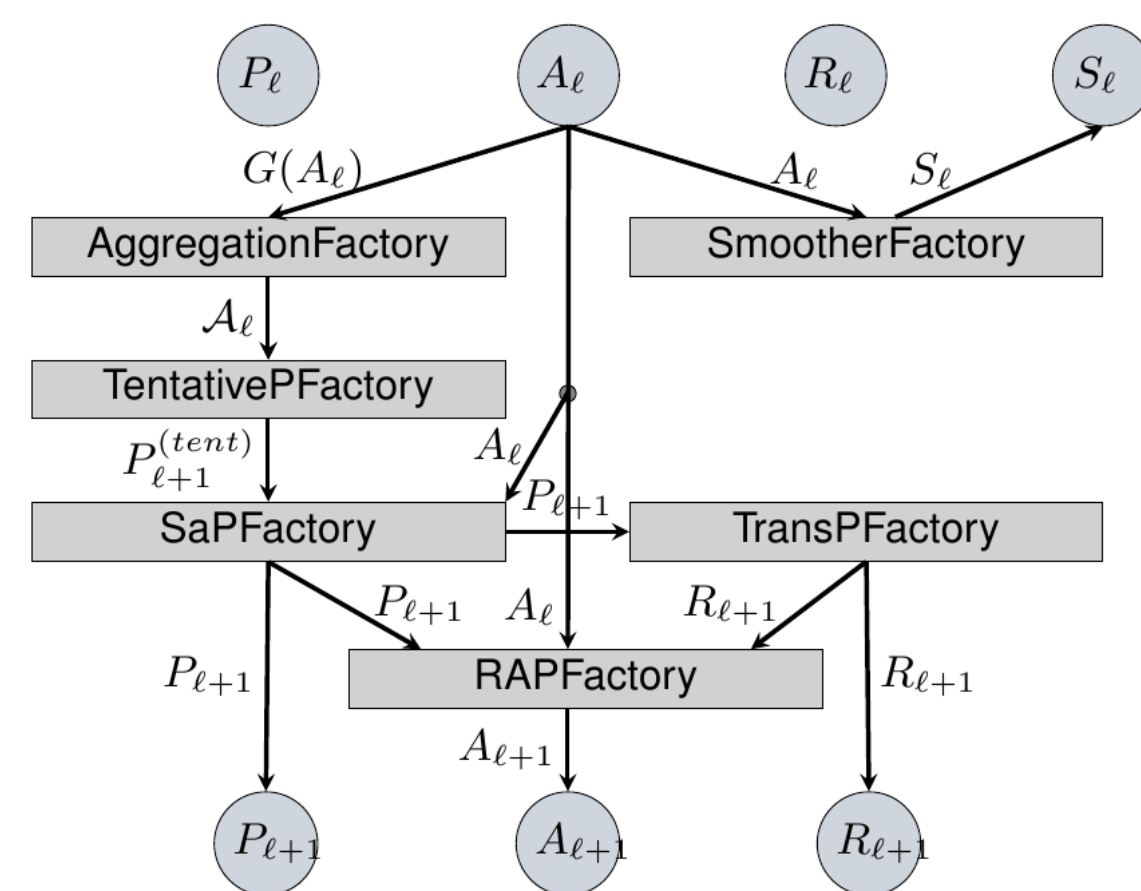 P_ℓ A_ℓ R_ℓ S_ℓ
G(A_ℓ) A_ℓ S_ℓ
AggregationFactory SmootherFactory
𝒜_ℓ
TentativePFactory
P_{ℓ+1}^{(tent)} A_ℓ
P_{ℓ+1}
SaPFactory TransPFactory
P_{ℓ+1} A_ℓ R_{ℓ+1}
P_{ℓ+1} RAPFactory R_{ℓ+1}
A_{ℓ+1}
P_{ℓ+1} A_{ℓ+1} R_{ℓ+1}